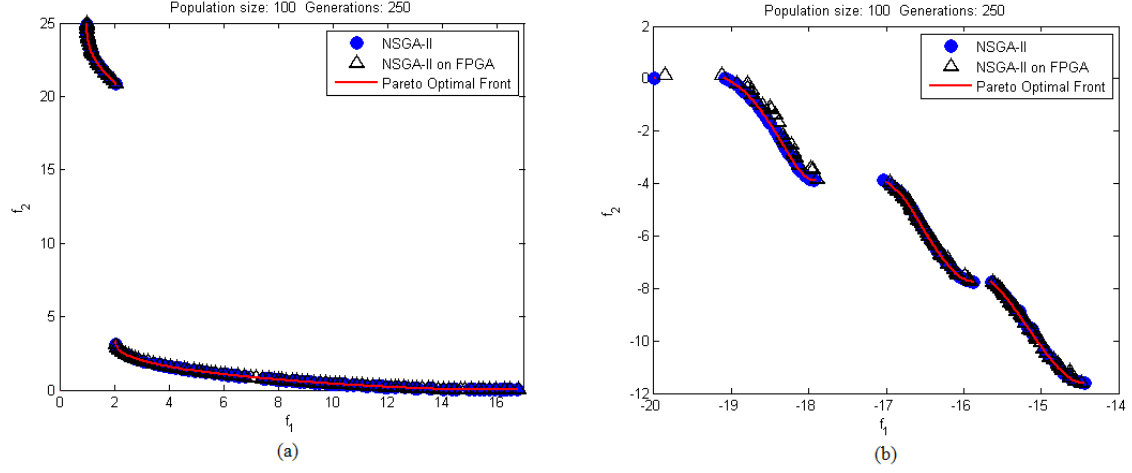 Population size: 100 Generations: 250
25
20
15
10
5
0
f2
0
2
4
6
8
10
12
14
16
f1
NSGA-II
NSGA-II on FPGA
Pareto Optimal Front
(a)
Population size: 100 Generations: 250
2
0
-2
-4
-6
-8
-10
-12
f2
-20
-19
-18
-17
-16
-15
-14
f1
NSGA-II
NSGA-II on FPGA
Pareto Optimal Front
(b)